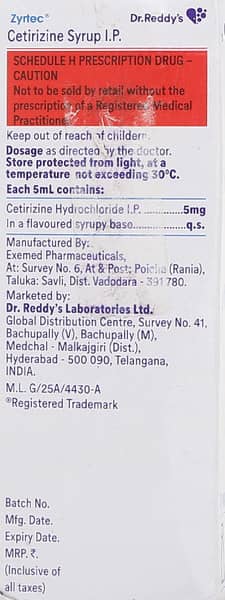 Zyrtec® Dr.Reddy's
Cetirizine Syrup I.P.
SCHEDULE H PRESCRIPTION DRUG –
CAUTION
Not to be sold by retail without the
prescription of a Registered Medical
Practitioner
Keep out of reach of children.
Dosage as directed by the doctor.
Store protected from light, at a
temperature not exceeding 30°C.
Each 5mL contains:
Cetirizine Hydrochloride I.P. ............5mg
In a flavoured syrupy base................q.s.
Manufactured By:
Exemed Pharmaceuticals,
At: Survey No. 6, At & Post; Poicha (Rania),
Taluka: Savli, Dist. Vadodara - 391780.
Marketed by:
Dr. Reddy's Laboratories Ltd.
Global Distribution Centre, Survey No. 41,
Bachupally (V), Bachupally (M),
Medchal - Malkajgiri (Dist.),
Hyderabad - 500 090, Telangana,
INDIA.
M.L. G/25A/4430-A
®Registered Trademark
Batch No.
Mfg. Date.
Expiry Date.
MRP. ₹.
(Inclusive of
all taxes)